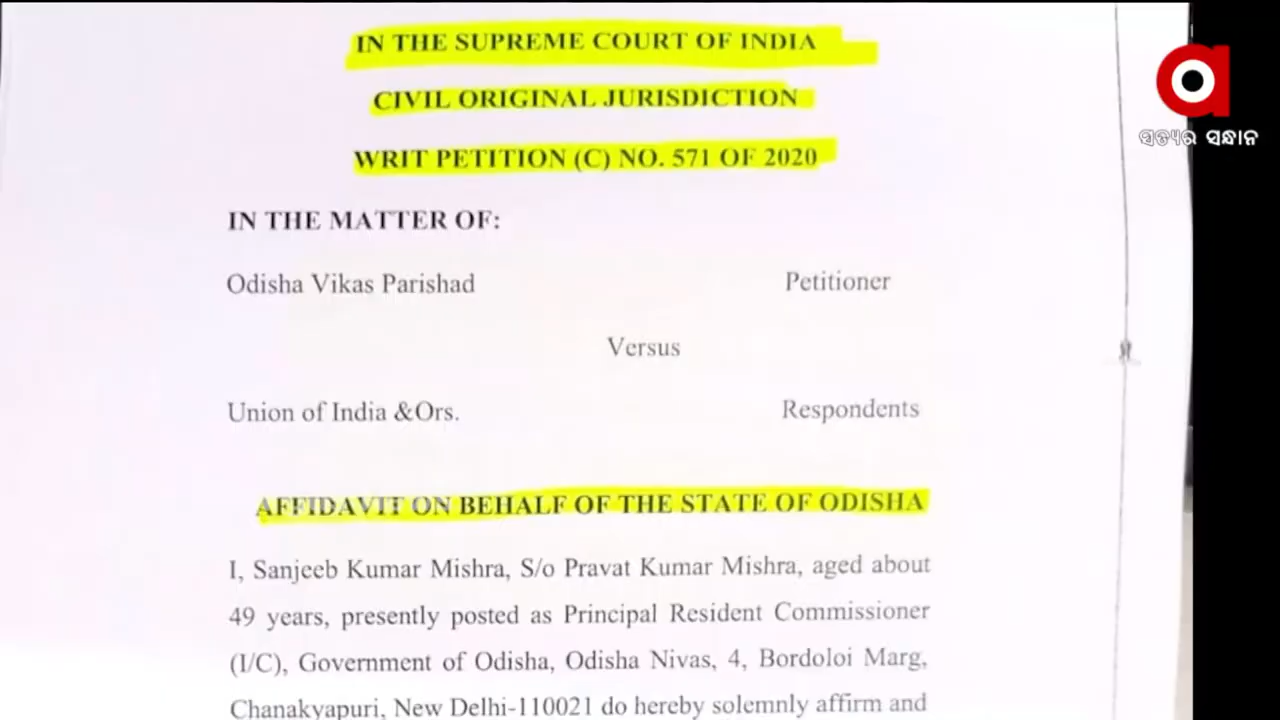 IN THE SUPREME COURT OF INDIA
CIVIL ORIGINAL JURISDICTION
WRIT PETITION (C) NO. 571 OF 2020
ସତ୍ୟର ସନ୍ଧାନ
IN THE MATTER OF:
Odisha Vikas Parishad Petitioner
Versus
Union of India &Ors. Respondents
AFFIDAVIT ON BEHALF OF THE STATE OF ODISHA
I, Sanjeeb Kumar Mishra, S/o Pravat Kumar Mishra, aged about
49 years, presently posted as Principal Resident Commissioner
(I/C), Government of Odisha, Odisha Nivas, 4, Bordoloi Marg,
Chanakyapuri, New Delhi-110021 do hereby solemnly affirm and